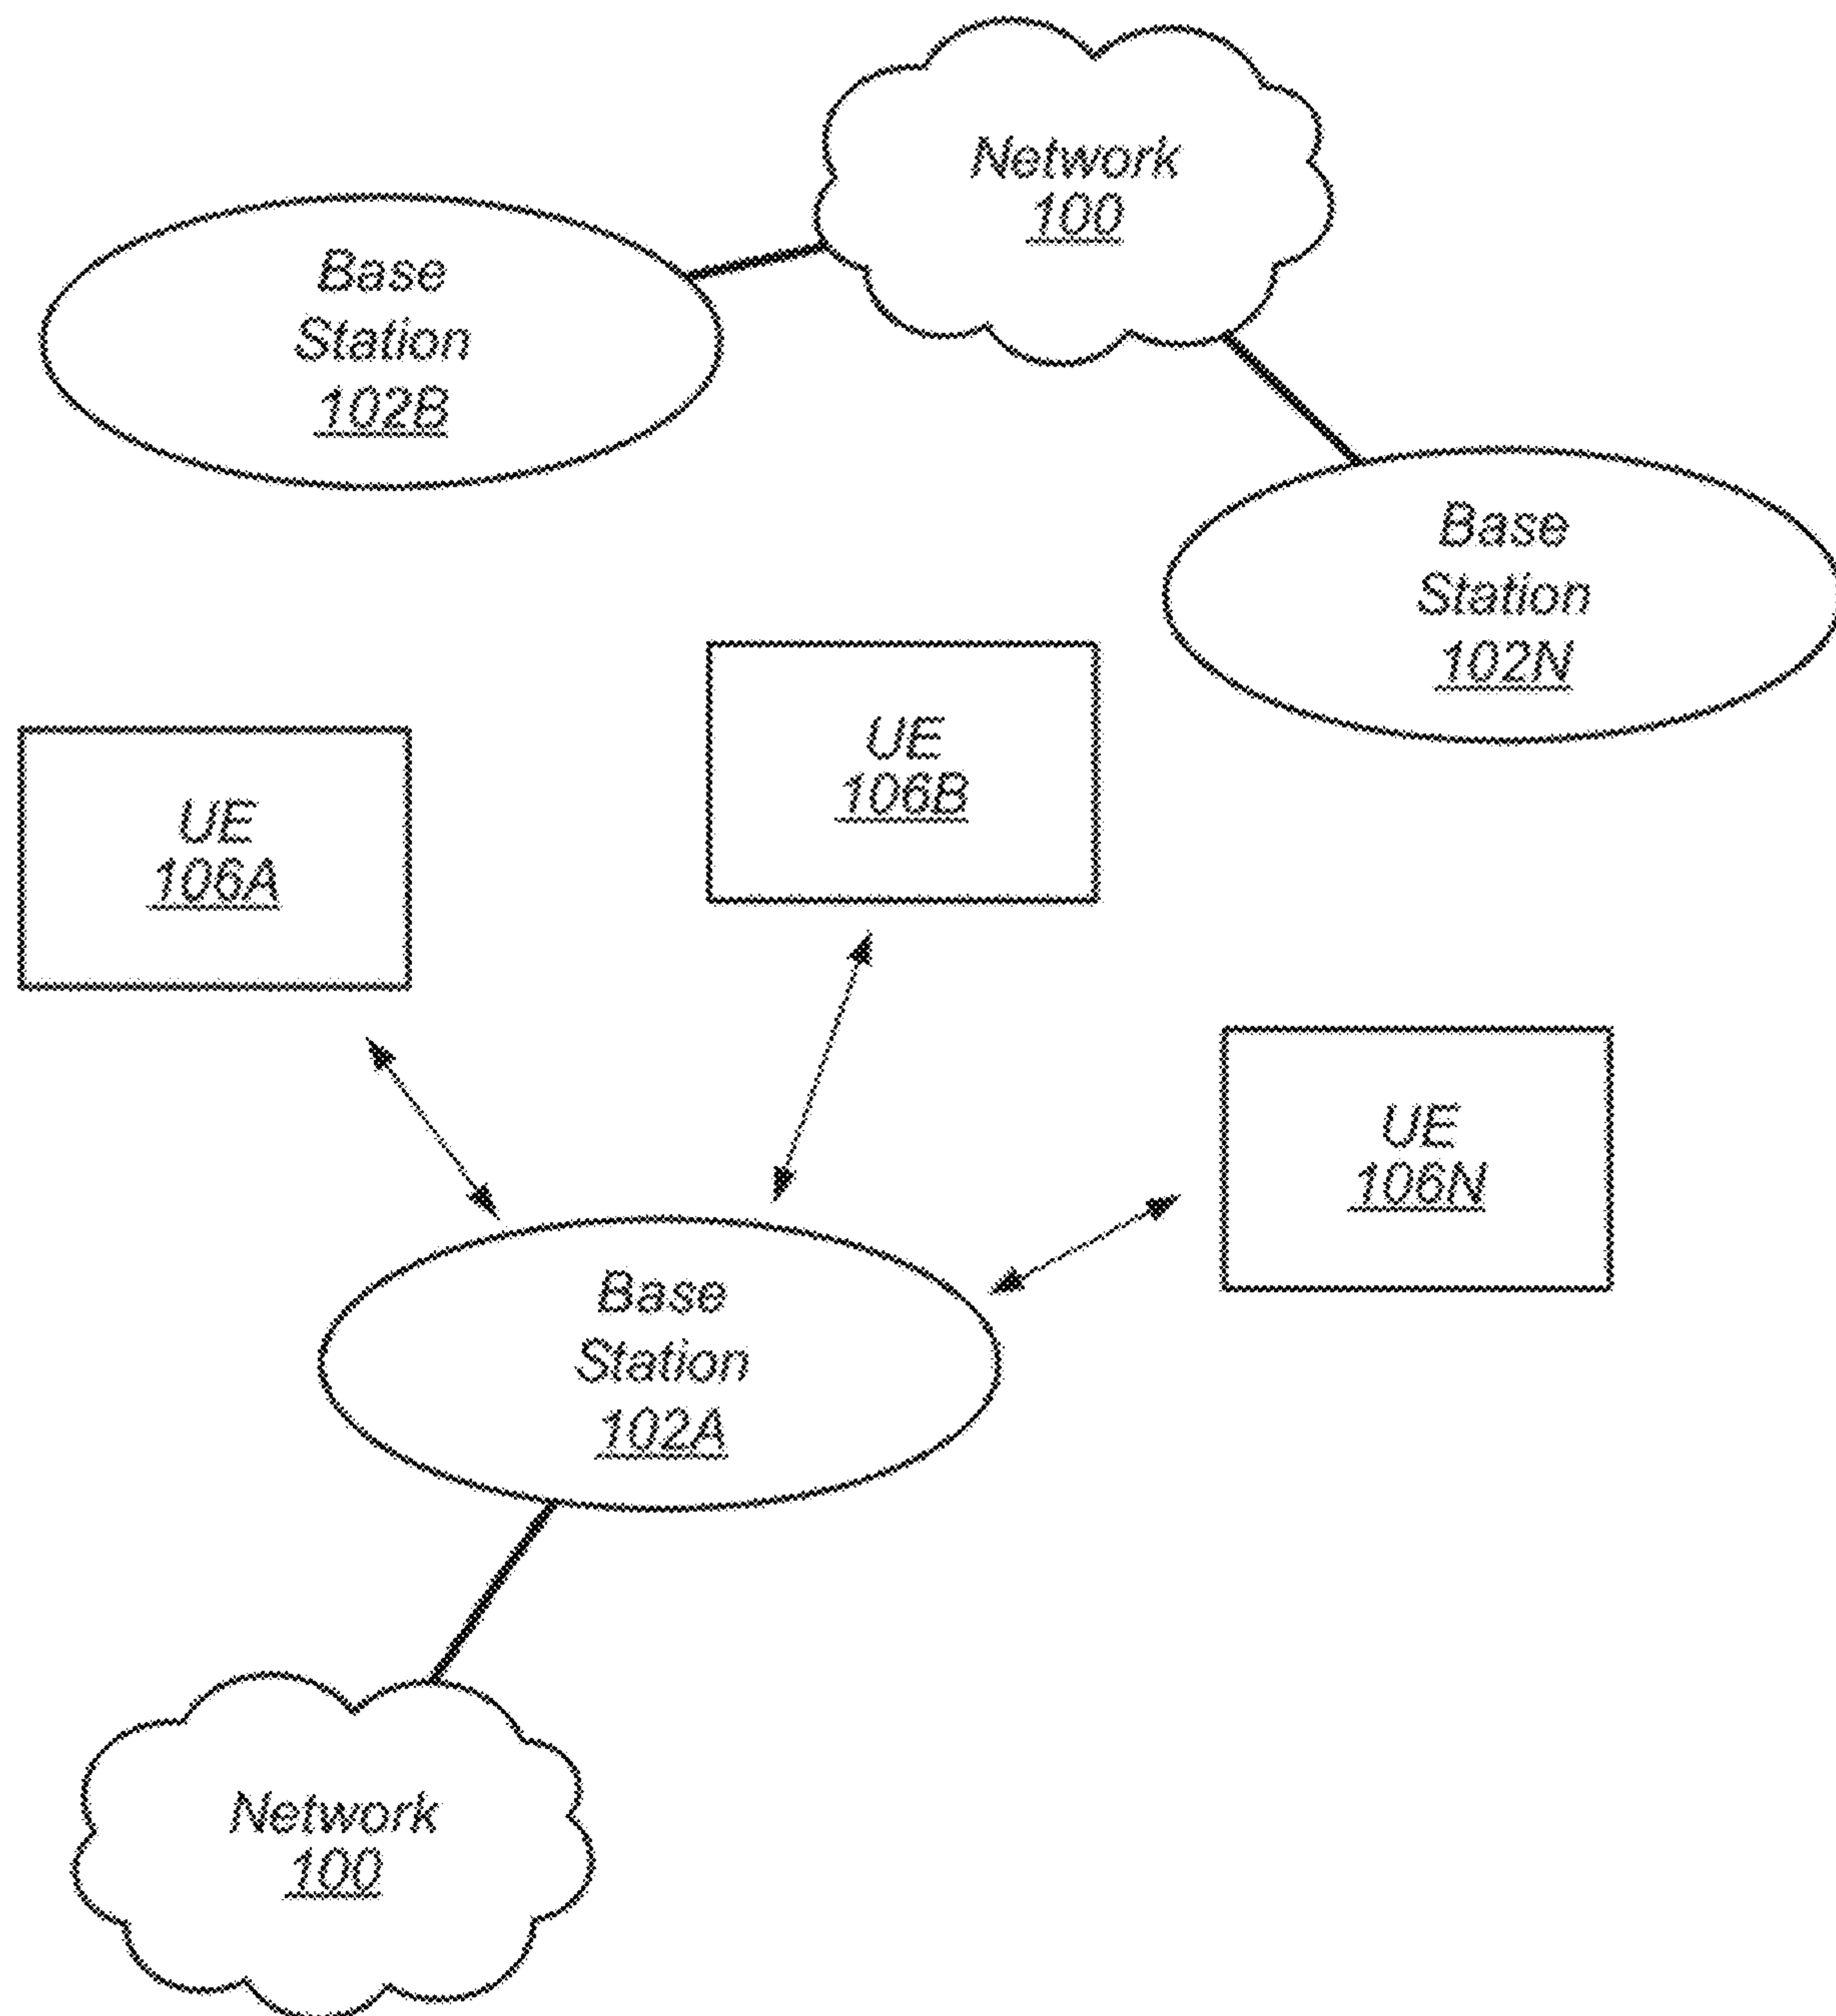 Network
100
Base
Station
102B
Base
Station
102N
UE
106B
UE
106A
UE
106N
Base
Station
102A
Network
100